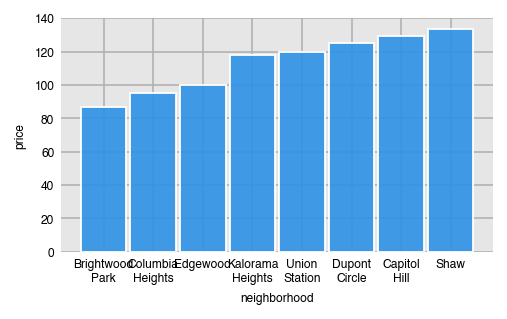 140
120
100
80
60
40
20
0
price
Brightwood Columbia Edgewood Kalorama Union Dupont Capitol Shaw
Park Heights Heights Station Circle Hill
neighborhood